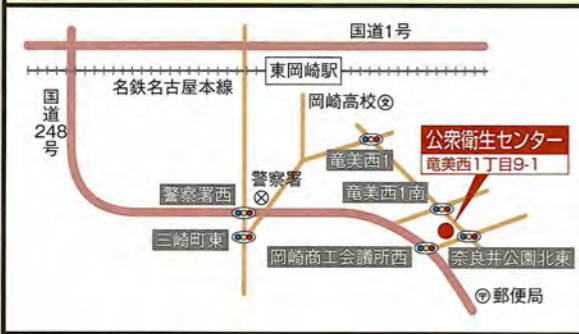 国道1号
東岡崎駅
名鉄名古屋本線
国道248号
岡崎高校
文
公衆衛生センター
竜美西1丁目9-1
竜美西1
竜美西1南
警察署
警察署西
三崎町東
岡崎商工会議所西
奈良井公園北東
〒郵便局